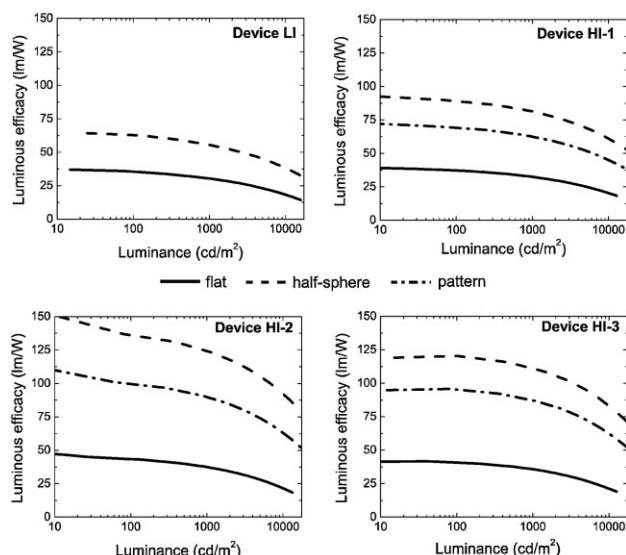 Device LI
Luminous efficacy (lm/W)
150
125
100
75
50
25
0
10
100
1000
10000
Luminance (cd/m²)
Device HI-1
Luminous efficacy (lm/W)
150
125
100
75
50
25
0
10
100
1000
10000
Luminance (cd/m²)
flat
half-sphere
pattern
Device HI-2
Luminous efficacy (lm/W)
150
125
100
75
50
25
0
10
100
1000
10000
Luminance (cd/m²)
Device HI-3
Luminous efficacy (lm/W)
150
125
100
75
50
25
0
10
100
1000
10000
Luminance (cd/m²)